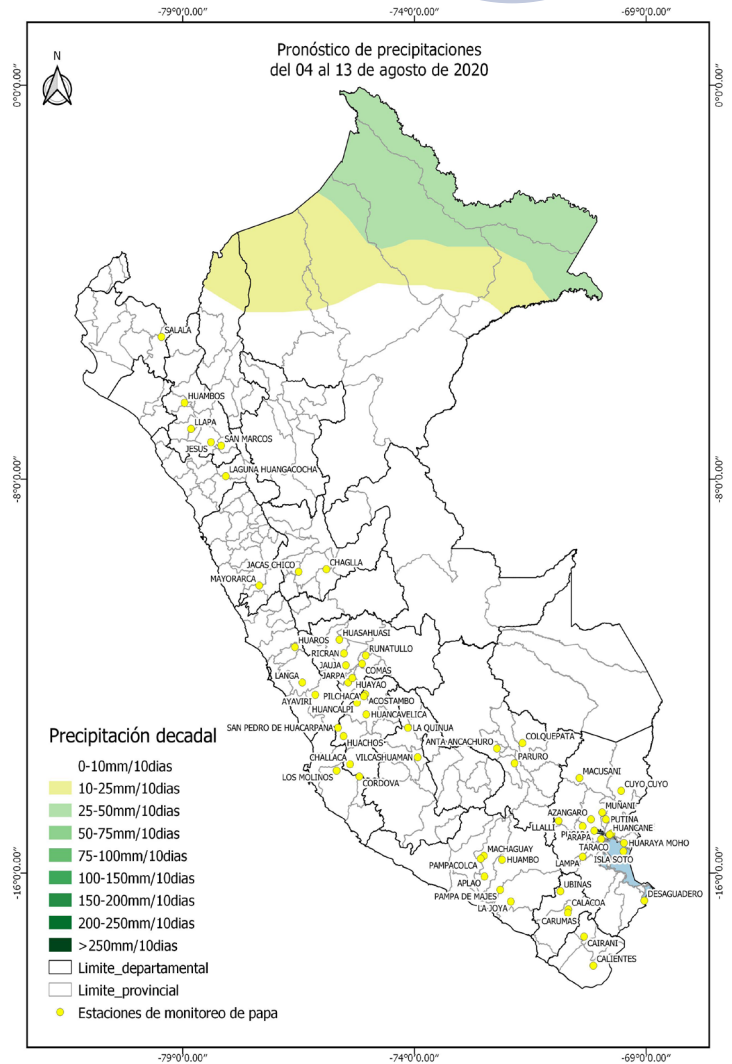 -79°0'0.00"
-74°0'0.00"
-69°0'0.00"
N
Pronóstico de precipitaciones
del 04 al 13 de agosto de 2020
0°0'0.00"
0°0'0.00"
SALALA
HUAMBOS
LLAPA
SAN MARCOS
JESUS
LAGUNA HUANGACOCHA
-8°0'0.00"
-8°0'0.00"
JACAS CHICO
CHAGLLA
MAYORARCA
HUASAHUASI
HUAROS
RICRAN
RUNATULLO
JAUJA
COMAS
LANGA
JARPA
HUAYAO
AYAVIRI
PILCHACA
ACOSTAMBO
HUANCALPI
HUANCAVELICA
SAN PEDRO DE HUACARPANA
LA QUINUA
HUACHOS
ANTA ANCACHURO
COLQUEPATA
CHALLACA
VILCASHUAMAN
PARURO
LOS MOLINOS
CORDOVA
MACUSANI
CUYO CUYO
MUÑANI
AZANGARO
PUTINA
LLALLI
HUANCANE
ARAPA
HUARAYA MOHO
TARACO
MACHAGUAY
LAMPA
ISLA SOTO
PAMPACOLCA
HUAMBO
APLAO
UBINAS
DESAGUADERO
PAMPA DE MAJES
LA JOYA
CALACOA
CARUMAS
CAIRANI
CALIENTES
-16°0'0.00"
-16°0'0.00"
Precipitación decadal
0-10mm/10dias
10-25mm/10dias
25-50mm/10dias
50-75mm/10dias
75-100mm/10dias
100-150mm/10dias
150-200mm/10dias
200-250mm/10dias
>250mm/10dias
Limite_departamental
Limite_provincial
Estaciones de monitoreo de papa
-79°0'0.00"
-74°0'0.00"
-69°0'0.00"